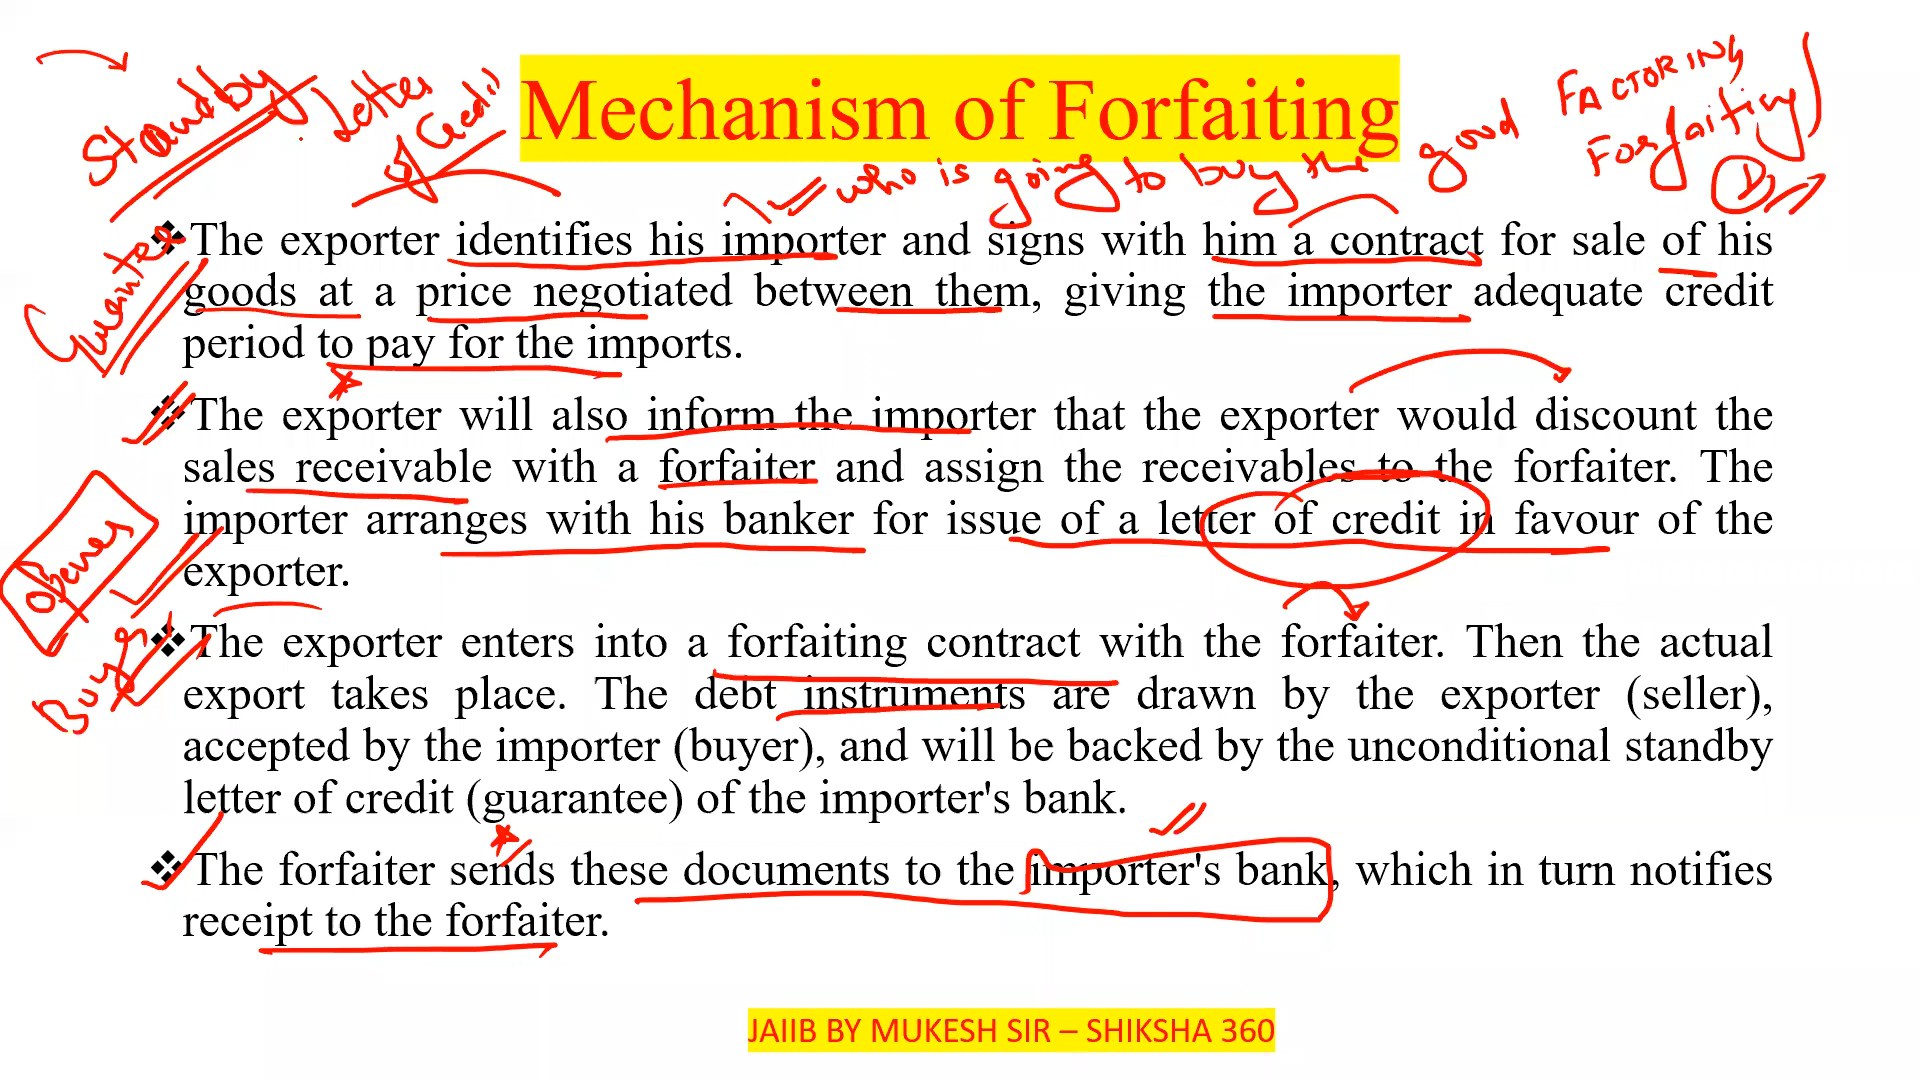 Standby Letter of Credit
Mechanism of Forfaiting
FACTORING
Forfaiting
who is going to buy the good
Guarantee
❖The exporter identifies his importer and signs with him a contract for sale of his
goods at a price negotiated between them, giving the importer adequate credit
period to pay for the imports.
❖The exporter will also inform the importer that the exporter would discount the
sales receivable with a forfaiter and assign the receivables to the forfaiter. The
importer arranges with his banker for issue of a letter of credit in favour of the
exporter.
Buyer
❖The exporter enters into a forfaiting contract with the forfaiter. Then the actual
export takes place. The debt instruments are drawn by the exporter (seller),
accepted by the importer (buyer), and will be backed by the unconditional standby
letter of credit (guarantee) of the importer's bank.
❖The forfaiter sends these documents to the importer's bank, which in turn notifies
receipt to the forfaiter.
JAIIB BY MUKESH SIR – SHIKSHA 360